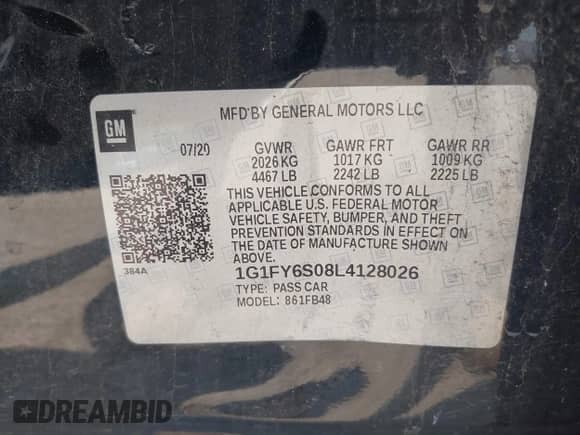 MFD BY GENERAL MOTORS LLC
GM
07/20 GVWR GAWR FRT GAWR RR
2026 KG 1017 KG 1009 KG
4467 LB 2242 LB 2225 LB
THIS VEHICLE CONFORMS TO ALL
APPLICABLE U.S. FEDERAL MOTOR
VEHICLE SAFETY, BUMPER, AND THEFT
PREVENTION STANDARDS IN EFFECT ON
THE DATE OF MANUFACTURE SHOWN
ABOVE.
384A
1G1FY6S08L4128026
TYPE: PASS CAR
MODEL: 861FB48
DREAMBID